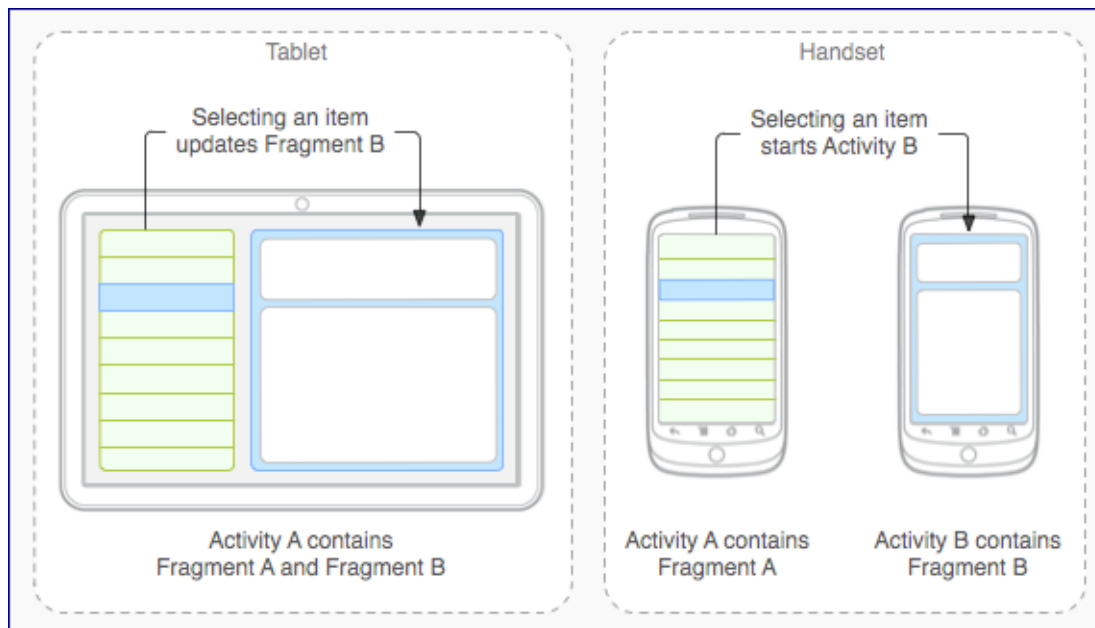 Tablet
Selecting an item
updates Fragment B
Activity A contains
Fragment A and Fragment B
Handset
Selecting an item
starts Activity B
Activity A contains
Fragment A
Activity B contains
Fragment B